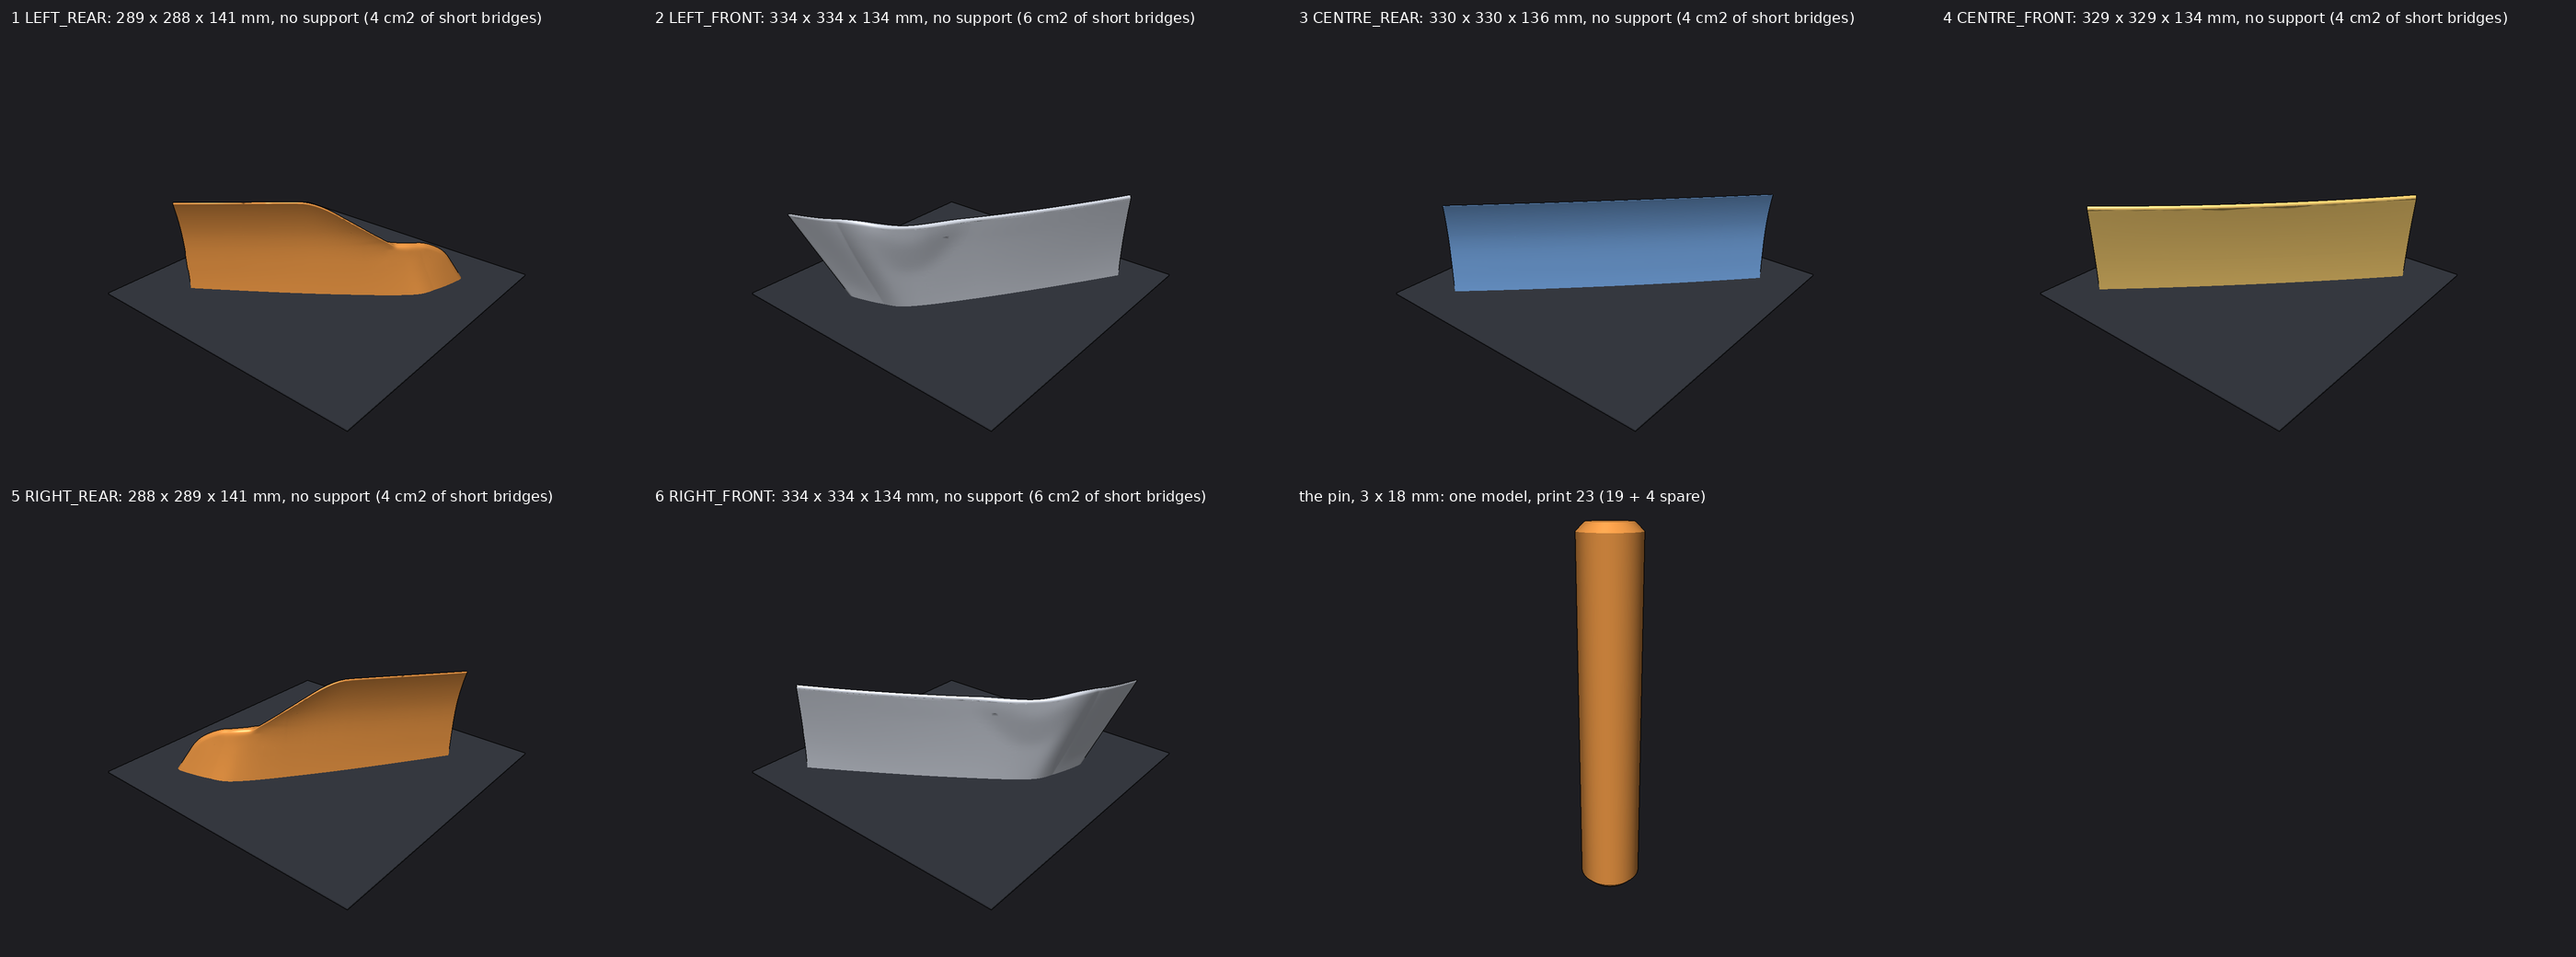 1 LEFT_REAR: 289 x 288 x 141 mm, no support (4 cm2 of short bridges)
2 LEFT_FRONT: 334 x 334 x 134 mm, no support (6 cm2 of short bridges)
3 CENTRE_REAR: 330 x 330 x 136 mm, no support (4 cm2 of short bridges)
4 CENTRE_FRONT: 329 x 329 x 134 mm, no support (4 cm2 of short bridges)
5 RIGHT_REAR: 288 x 289 x 141 mm, no support (4 cm2 of short bridges)
6 RIGHT_FRONT: 334 x 334 x 134 mm, no support (6 cm2 of short bridges)
the pin, 3 x 18 mm: one model, print 23 (19 + 4 spare)